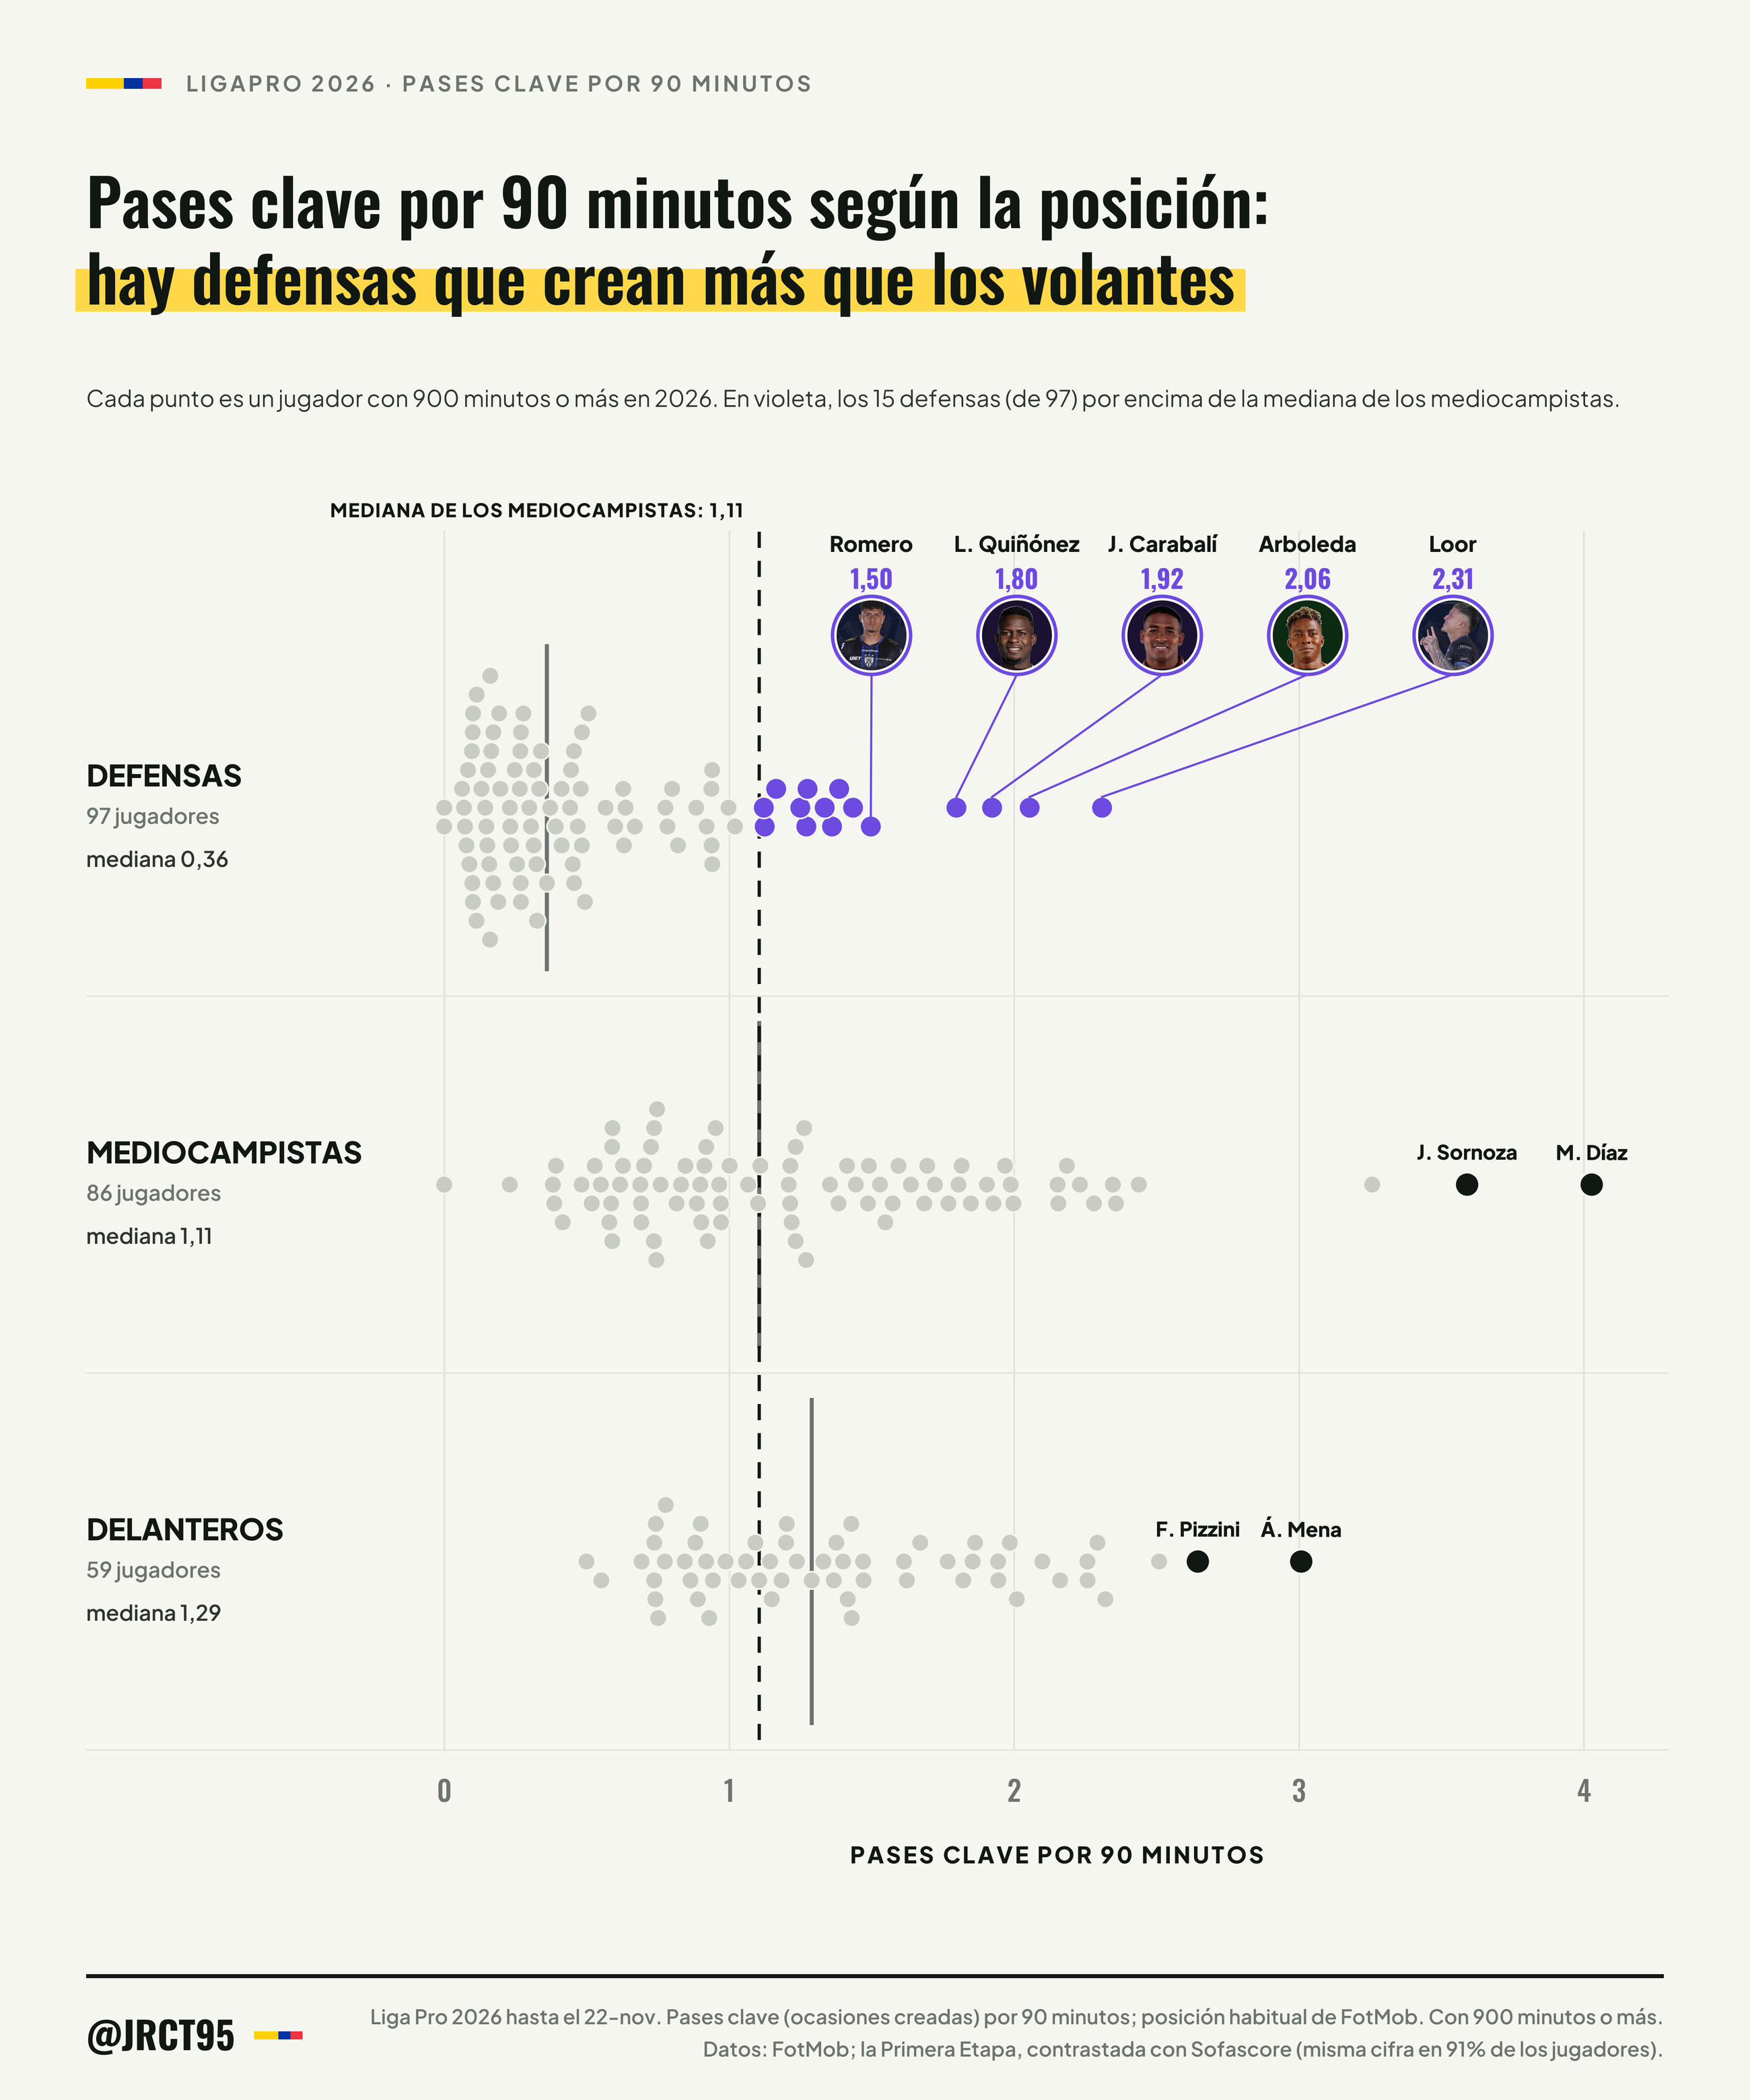 LIGAPRO 2026 · PASES CLAVE POR 90 MINUTOS
Pases clave por 90 minutos según la posición:
hay defensas que crean más que los volantes
Cada punto es un jugador con 900 minutos o más en 2026. En violeta, los 15 defensas (de 97) por encima de la mediana de los mediocampistas.
MEDIANA DE LOS MEDIOCAMPISTAS: 1,11
Romero L. Quiñónez J. Carabalí Arboleda Loor
1,50 1,80 1,92 2,06 2,31
DEFENSAS
97 jugadores
mediana 0,36
MEDIOCAMPISTAS
86 jugadores
mediana 1,11
J. Sornoza M. Díaz
DELANTEROS
59 jugadores
mediana 1,29
F. Pizzini Á. Mena
0 1 2 3 4
PASES CLAVE POR 90 MINUTOS
@JRCT95
Liga Pro 2026 hasta el 22-nov. Pases clave (ocasiones creadas) por 90 minutos; posición habitual de FotMob. Con 900 minutos o más.
Datos: FotMob; la Primera Etapa, contrastada con Sofascore (misma cifra en 91% de los jugadores).